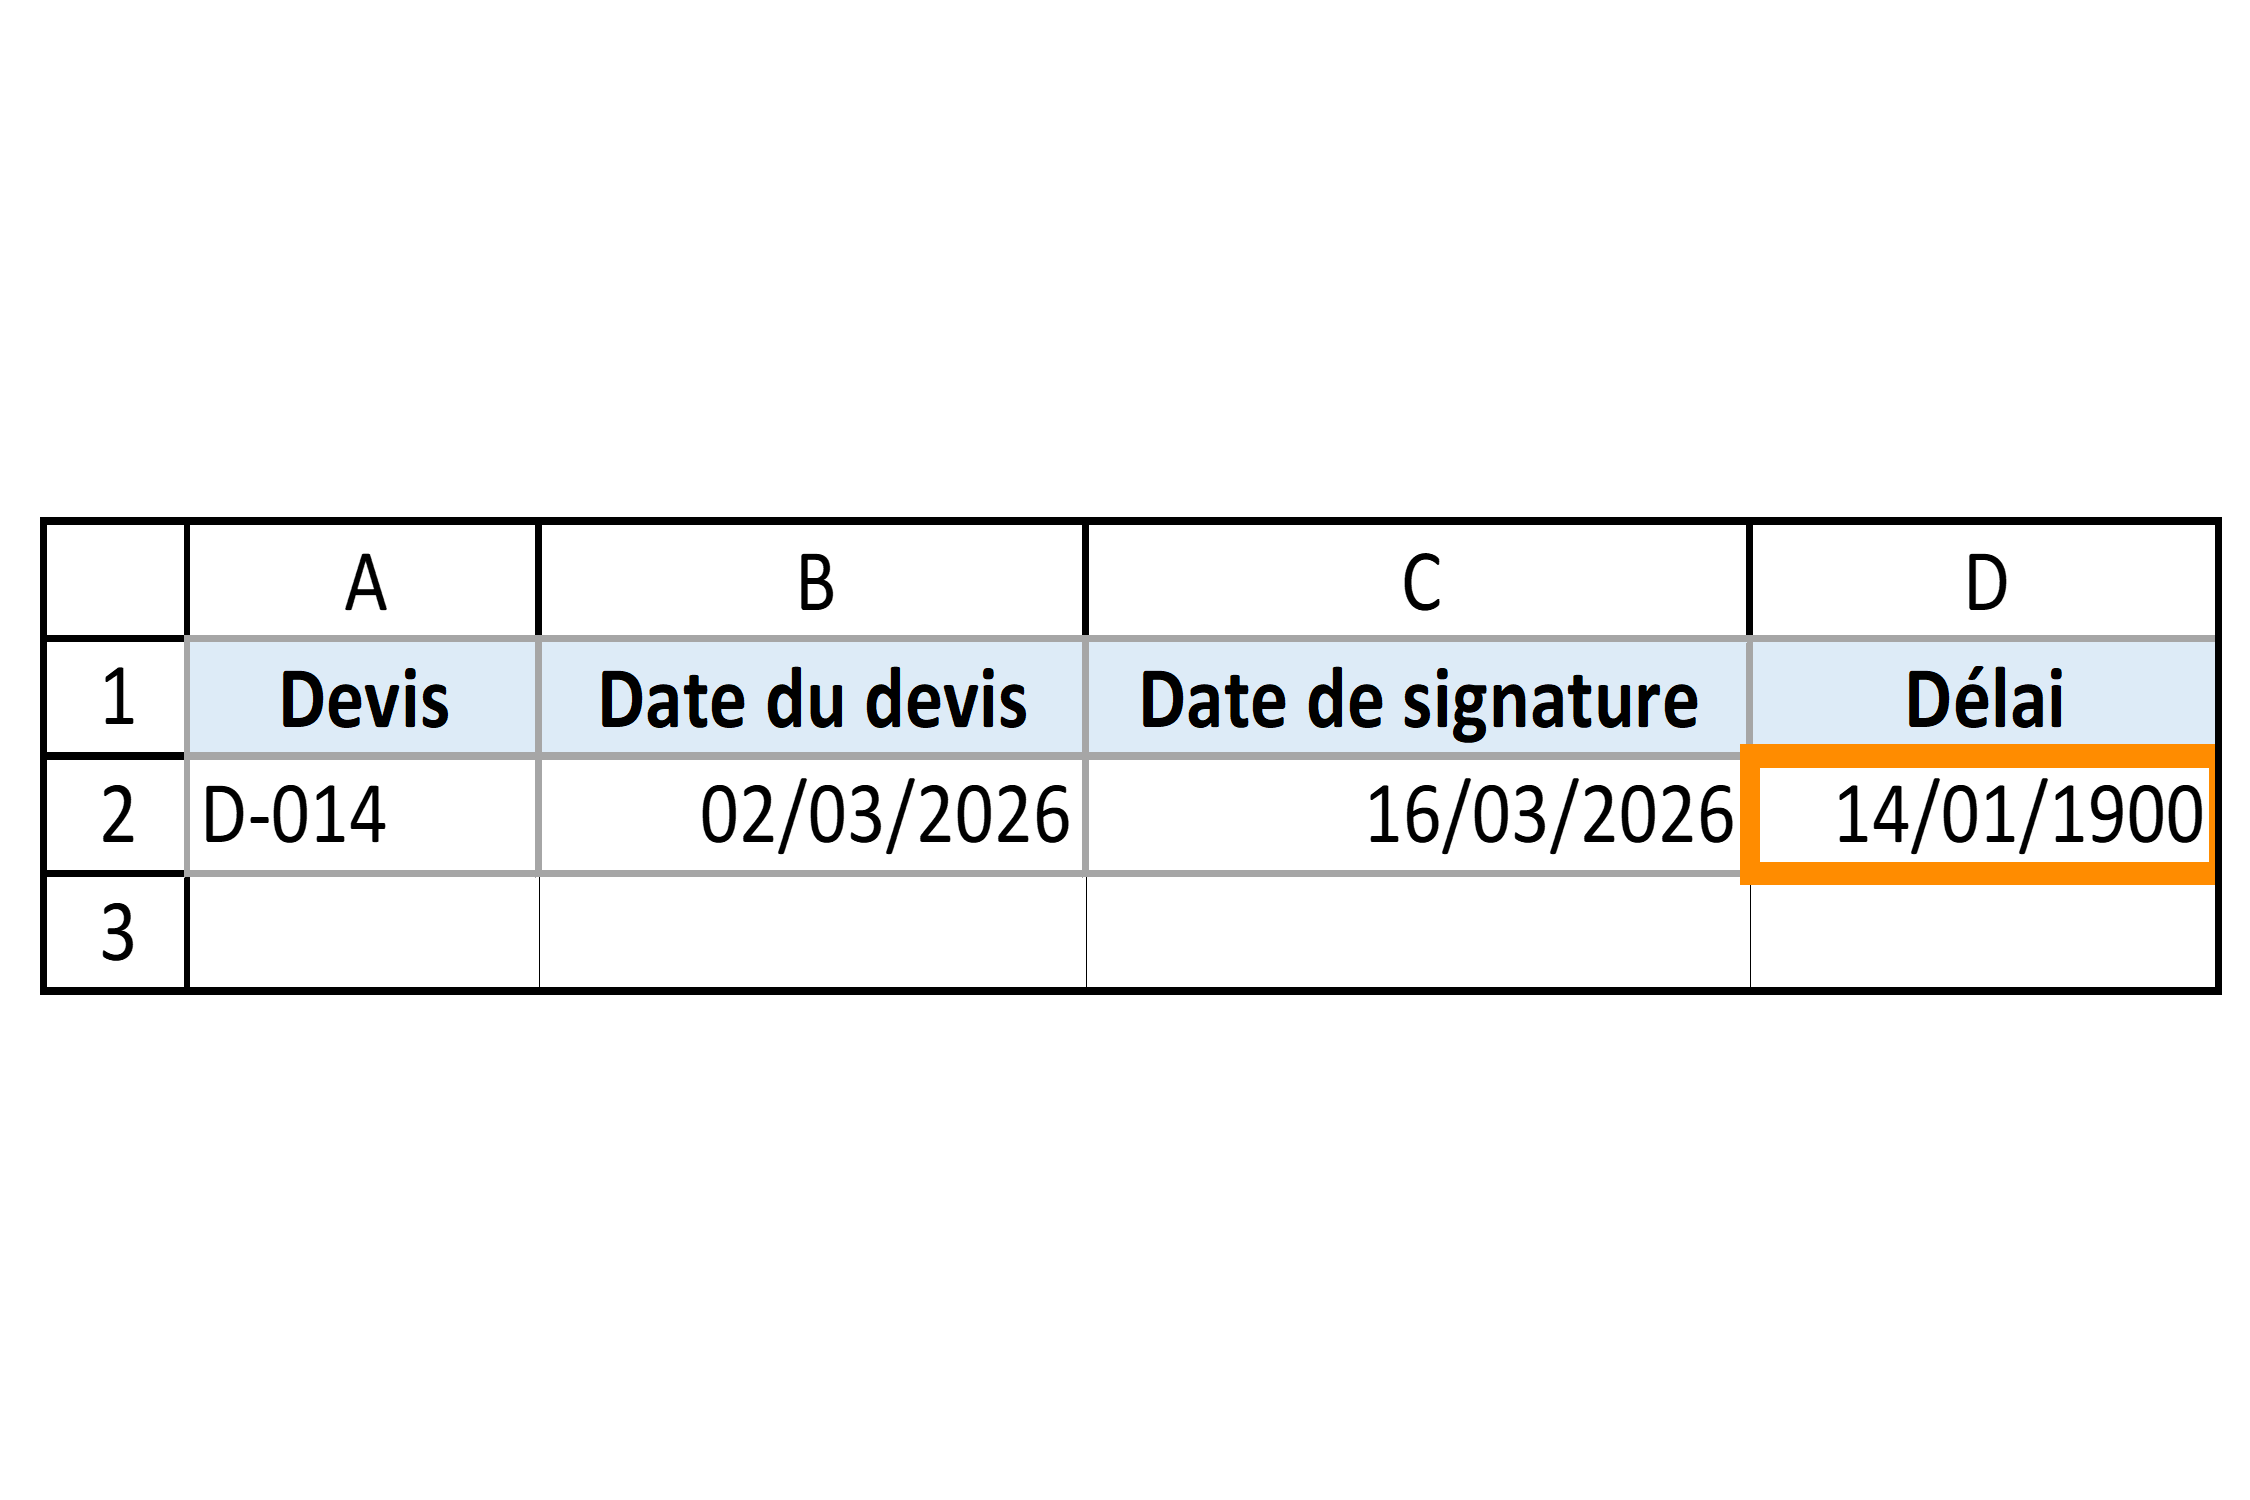 A B C D
1 Devis Date du devis Date de signature Délai
2 D-014 02/03/2026 16/03/2026 14/01/1900
3